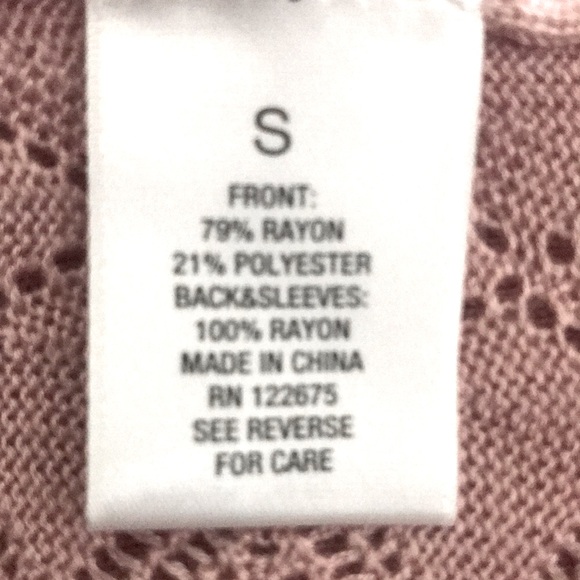 S
FRONT:
79% RAYON
21% POLYESTER
BACK&SLEEVES:
100% RAYON
MADE IN CHINA
RN 122675
SEE REVERSE
FOR CARE